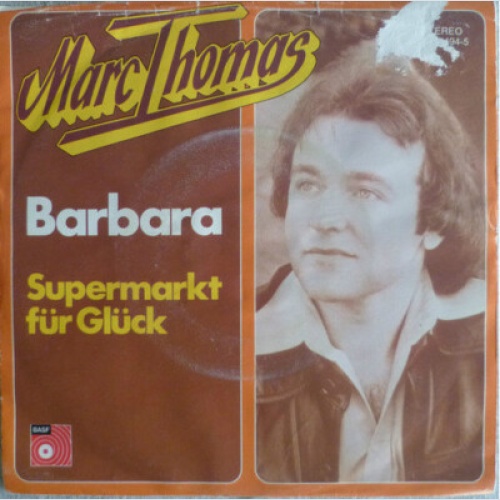 Marc Thomas
Barbara
Supermarkt
für Glück
BASF